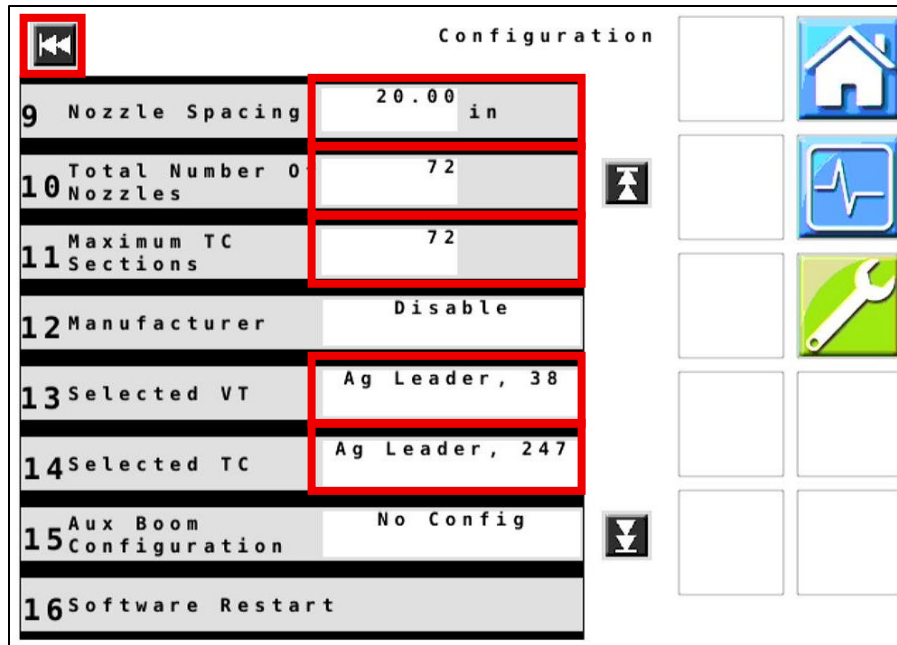 Configuration
9 Nozzle Spacing 20.00 in
10 Total Number Of 72
Nozzles
11 Maximum TC 72
Sections
12 Manufacturer Disable
13 Selected VT Ag Leader, 38
14 Selected TC Ag Leader, 247
15 Aux Boom No Config
Configuration
16 Software Restart